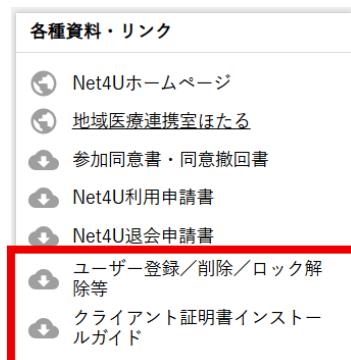 各種資料・リンク
Net4Uホームページ
地域医療連携室ほたる
参加同意書・同意撤回書
Net4U利用申請書
Net4U退会申請書
ユーザー登録／削除／ロック解
除等
クライアント証明書インストー
ルガイド